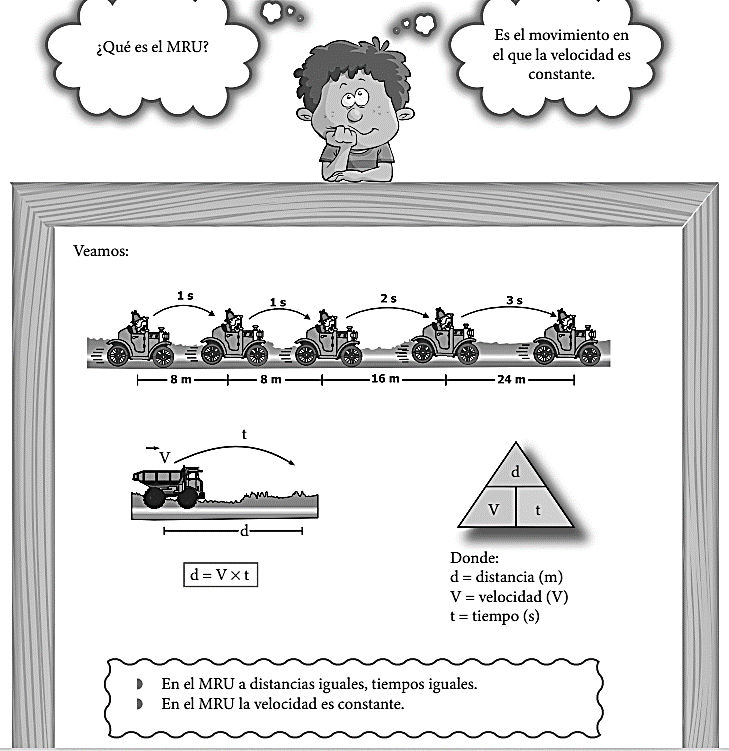 ¿Qué es el MRU?
Es el movimiento en
el que la velocidad es
constante.
Veamos:
1 s
1 s
2 s
3 s
8 m
8 m
16 m
24 m
t
V
d
d = V × t
d
V
t
Donde:
d = distancia (m)
V = velocidad (V)
t = tiempo (s)
En el MRU a distancias iguales, tiempos iguales.
En el MRU la velocidad es constante.